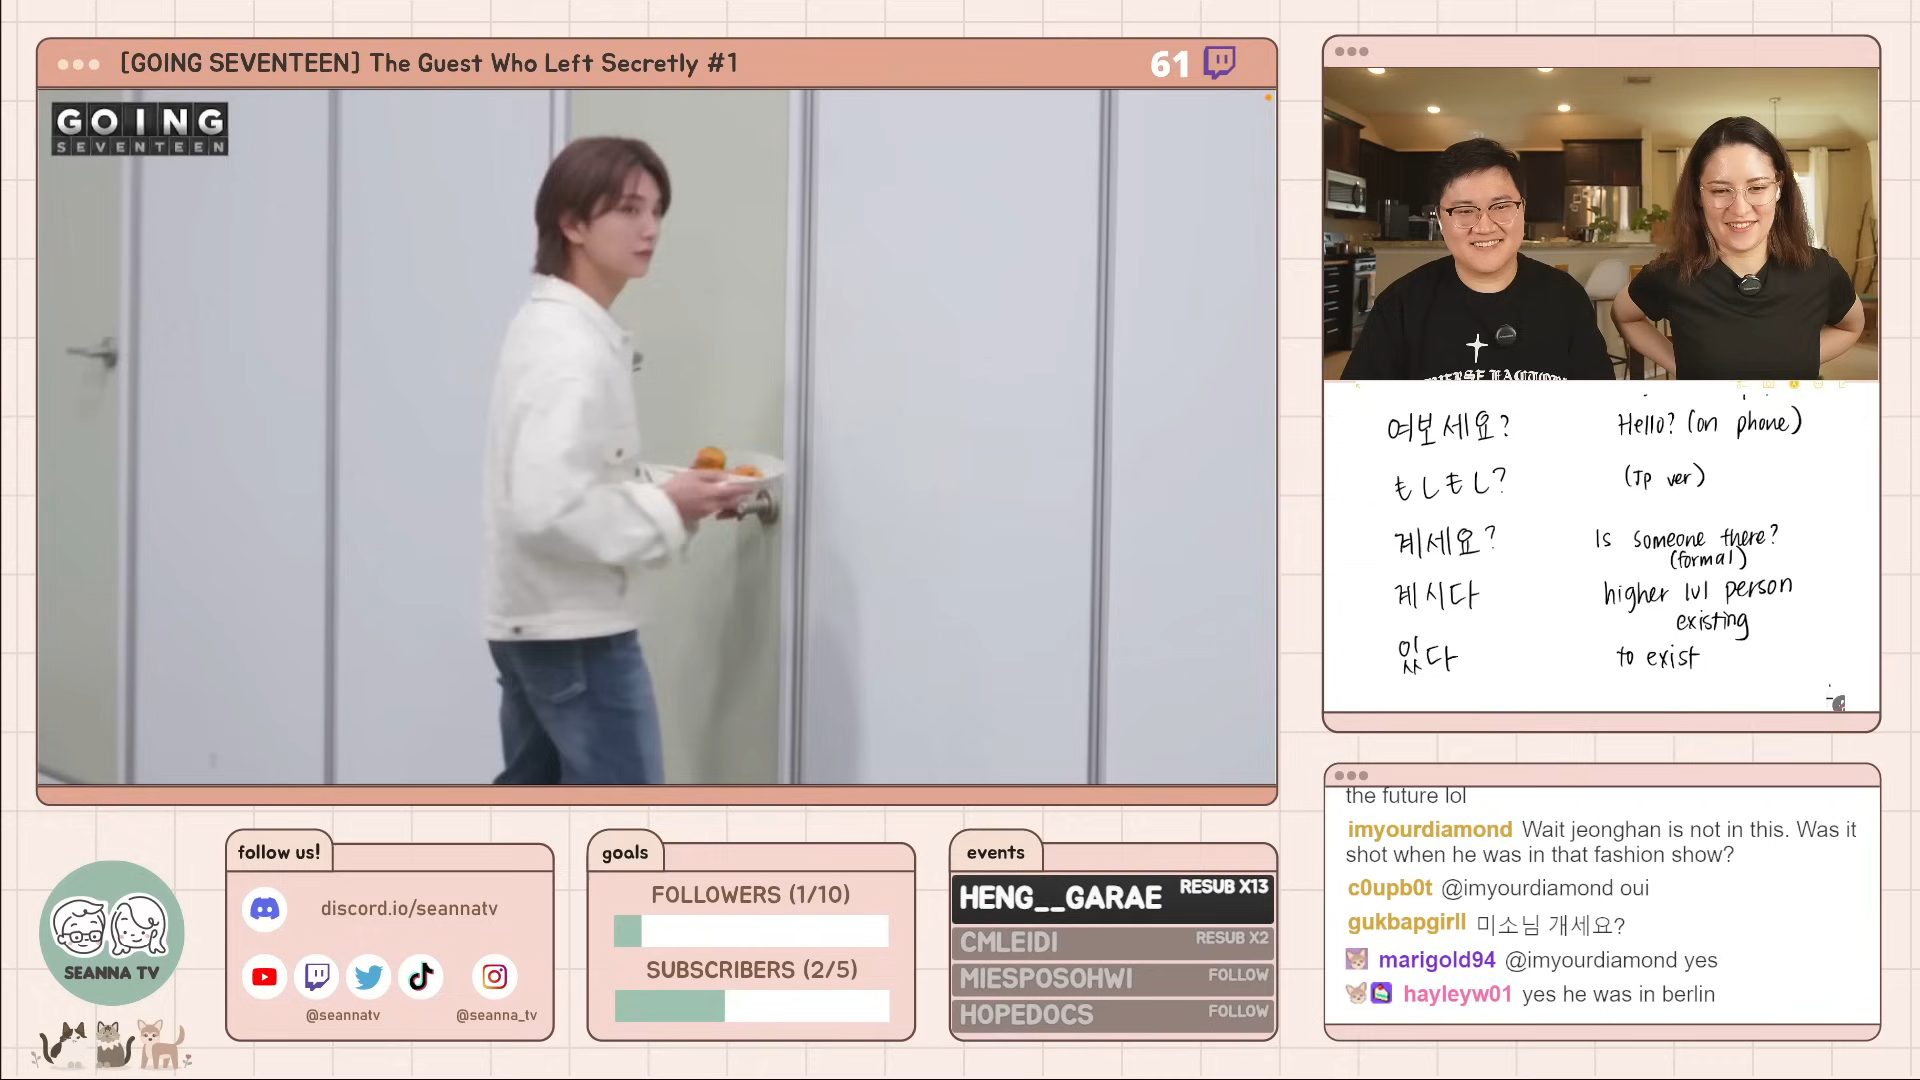 [GOING SEVENTEEN] The Guest Who Left Secretly #1
61
GOING
SEVENTEEN
여보세요?
Hello? (on phone)
もしもし?
(Jp ver)
계세요?
Is someone there?
(formal)
계시다
higher lvl person
existing
있다
to exist
the future lol
imyourdiamond Wait jeonghan is not in this. Was it
shot when he was in that fashion show?
c0upb0t @imyourdiamond oui
gukbapgirll 미소님 개세요?
marigold94 @imyourdiamond yes
hayleyw01 yes he was in berlin
SEANNA TV
follow us!
discord.io/seannatv
@seannatv
@seanna_tv
goals
FOLLOWERS (1/10)
SUBSCRIBERS (2/5)
events
HENG__GARAE RESUB X13
CMLEIDI RESUB X2
MIESPOSOHWI FOLLOW
HOPEDOCS FOLLOW